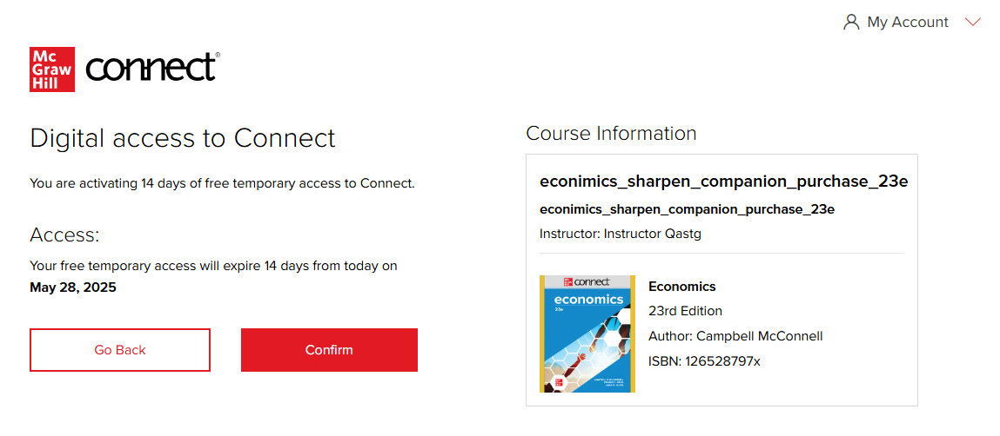 My Account
Mc
Graw
Hill
connect®
Digital access to Connect
You are activating 14 days of free temporary access to Connect.
Access:
Your free temporary access will expire 14 days from today on
May 28, 2025
Go Back
Confirm
Course Information
econimics_sharpen_companion_purchase_23e
econimics_sharpen_companion_purchase_23e
Instructor: Instructor Qastg
connect
economics
23e
Economics
23rd Edition
Author: Campbell McConnell
ISBN: 126528797x